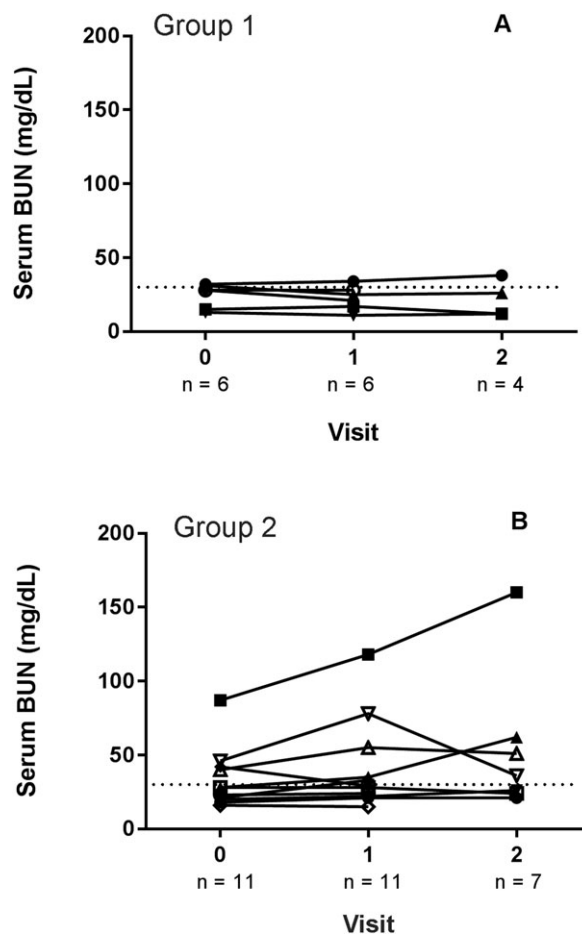 Group 1
A
Serum BUN (mg/dL)
200
150
100
50
0
0 1 2
n = 6 n = 6 n = 4
Visit
Group 2
B
Serum BUN (mg/dL)
200
150
100
50
0
0 1 2
n = 11 n = 11 n = 7
Visit